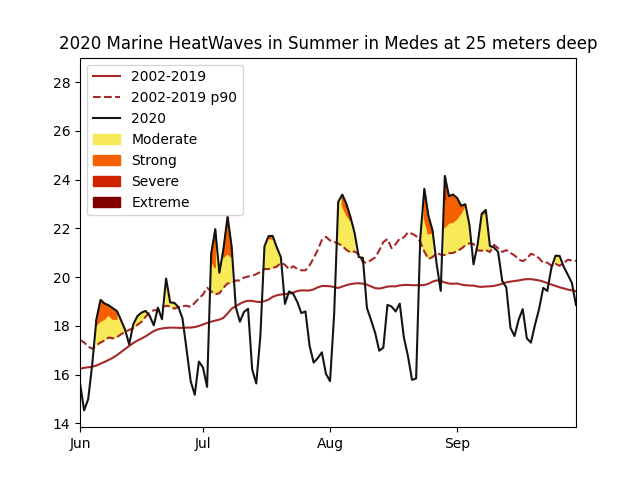 2020 Marine HeatWaves in Summer in Medes at 25 meters deep
2002-2019
2002-2019 p90
2020
Moderate
Strong
Severe
Extreme
28
26
24
22
20
18
16
14
Jun
Jul
Aug
Sep